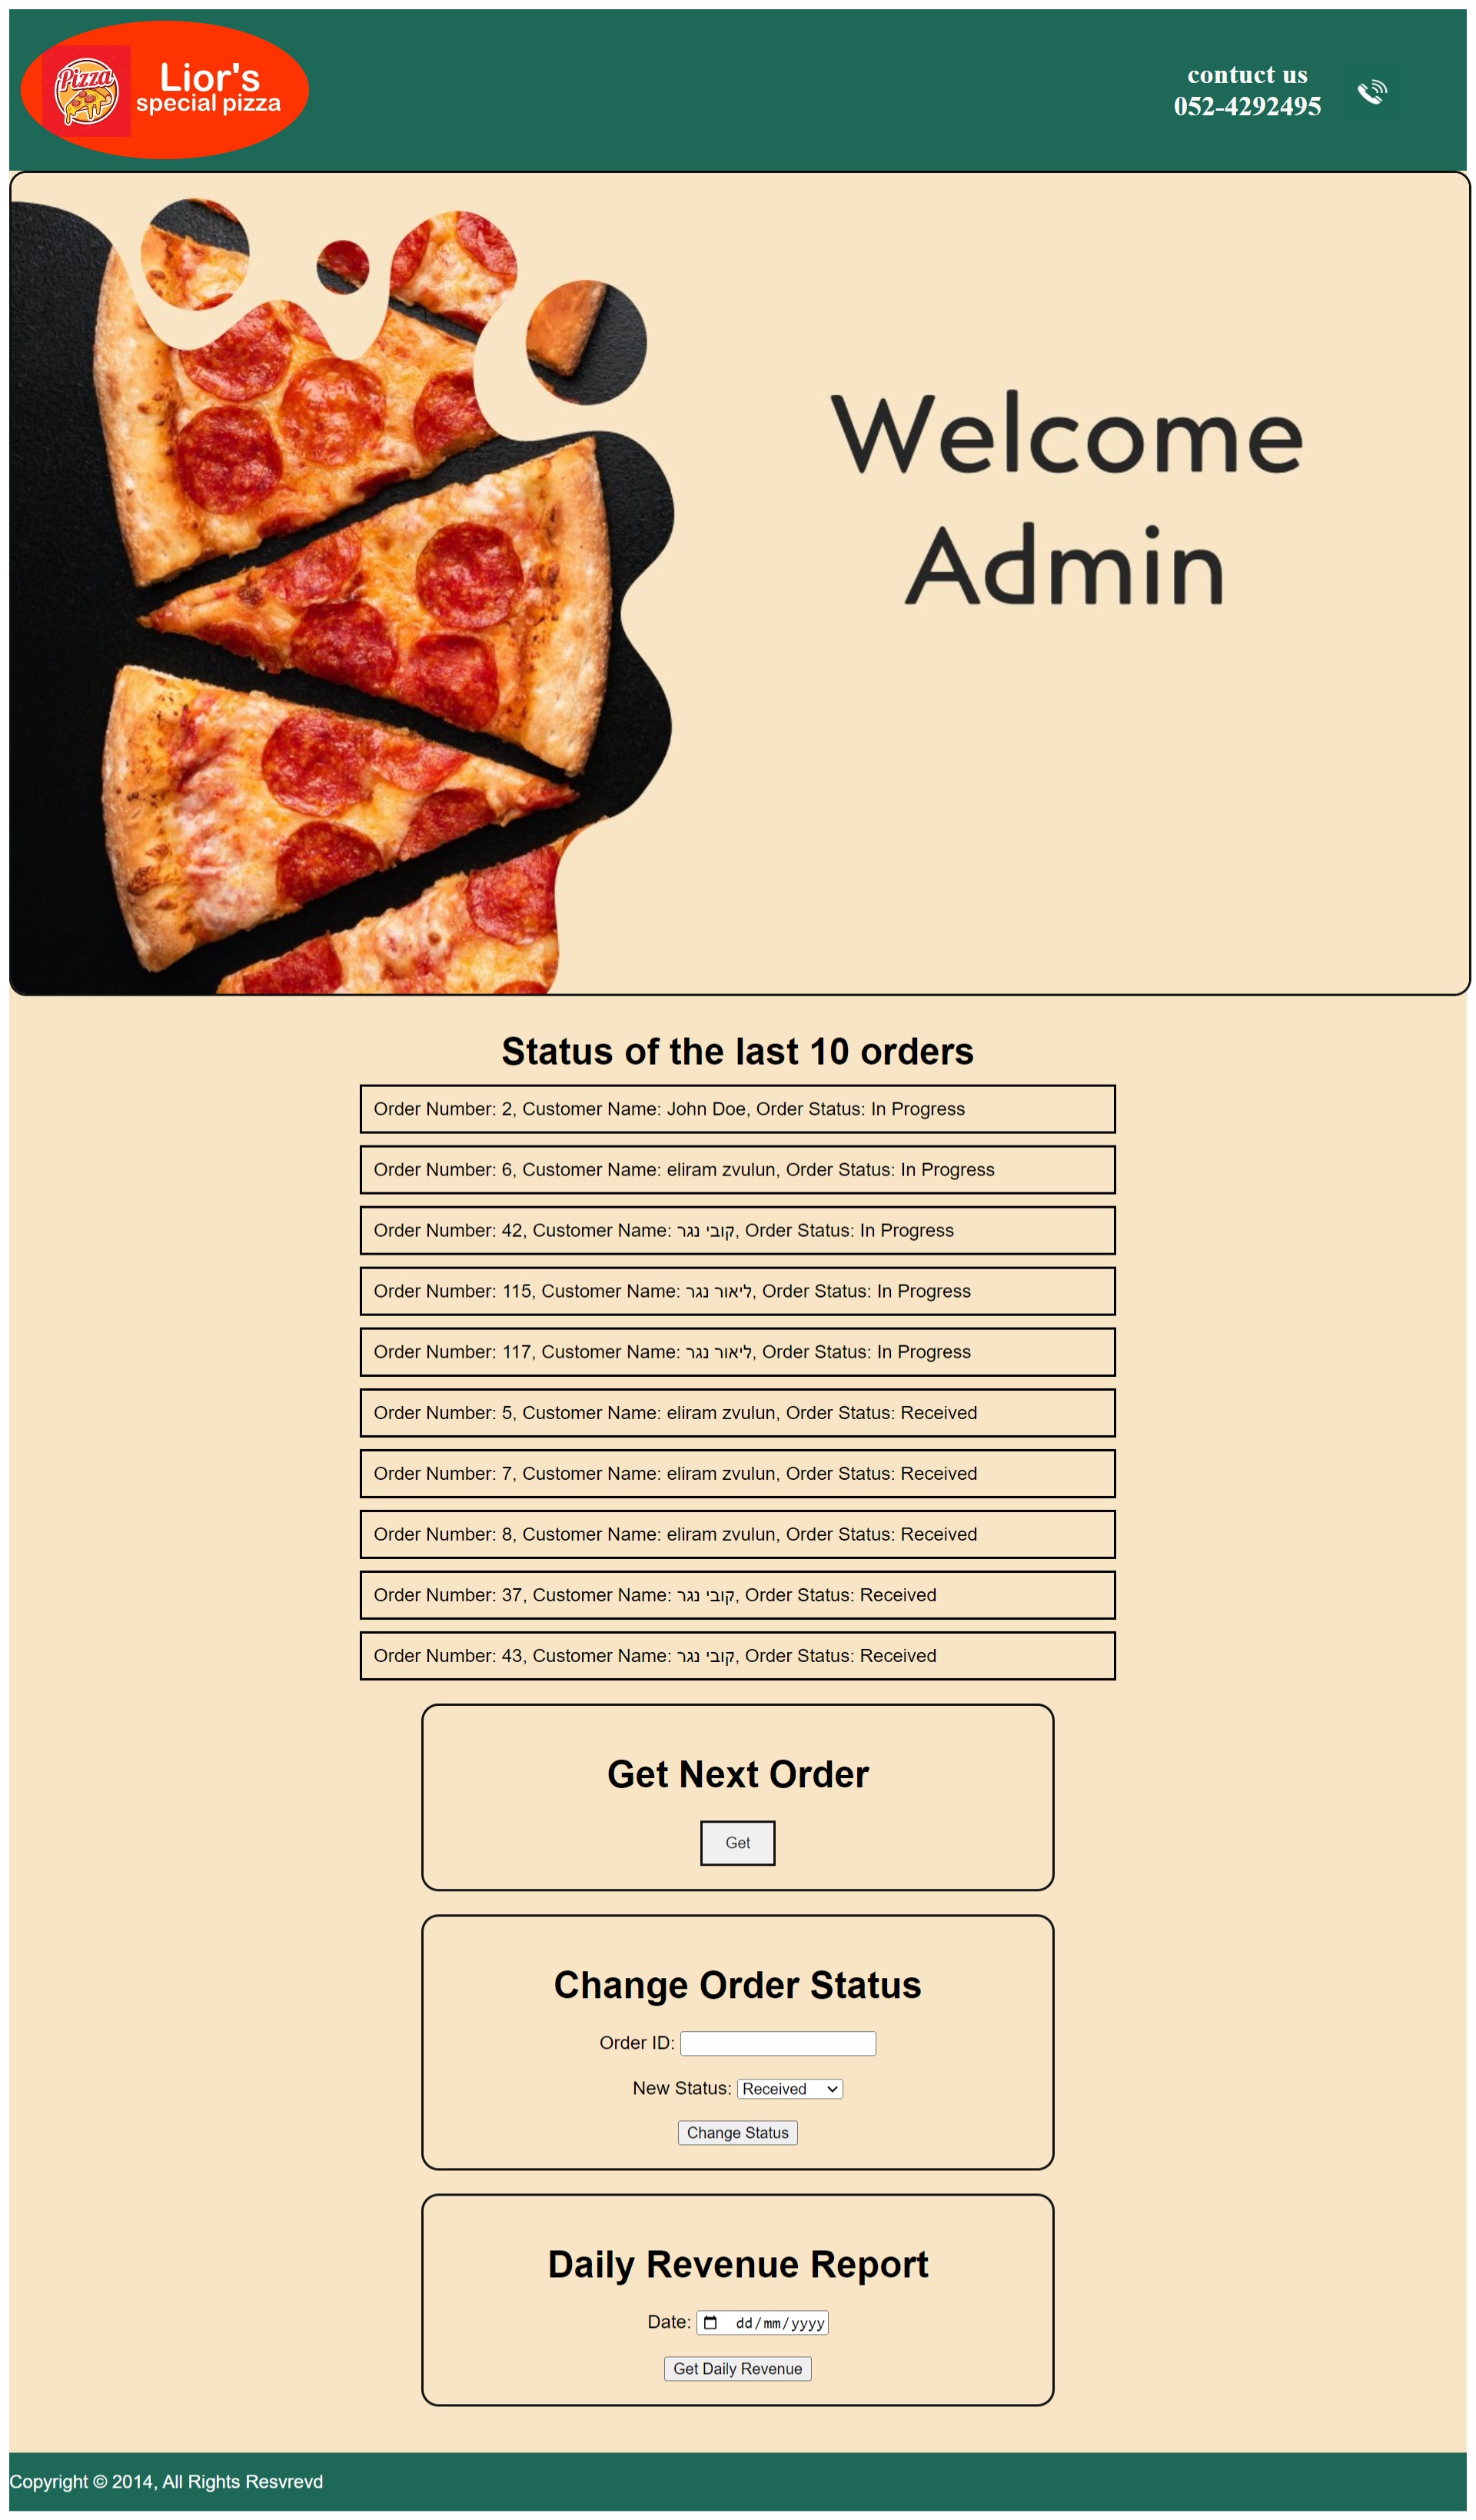 Pizza
Lior's
special pizza
contuct us
052-4292495
Welcome
Admin
Status of the last 10 orders
Order Number: 2, Customer Name: John Doe, Order Status: In Progress
Order Number: 6, Customer Name: eliram zvulun, Order Status: In Progress
Order Number: 42, Customer Name: קובי נגר, Order Status: In Progress
Order Number: 115, Customer Name: ליאור נגר, Order Status: In Progress
Order Number: 117, Customer Name: ליאור נגר, Order Status: In Progress
Order Number: 5, Customer Name: eliram zvulun, Order Status: Received
Order Number: 7, Customer Name: eliram zvulun, Order Status: Received
Order Number: 8, Customer Name: eliram zvulun, Order Status: Received
Order Number: 37, Customer Name: קובי נגר, Order Status: Received
Order Number: 43, Customer Name: קובי נגר, Order Status: Received
Get Next Order
Get
Change Order Status
Order ID:
New Status: Received
Change Status
Daily Revenue Report
Date: dd/mm/yyyy
Get Daily Revenue
Copyright © 2014, All Rights Resvrevd